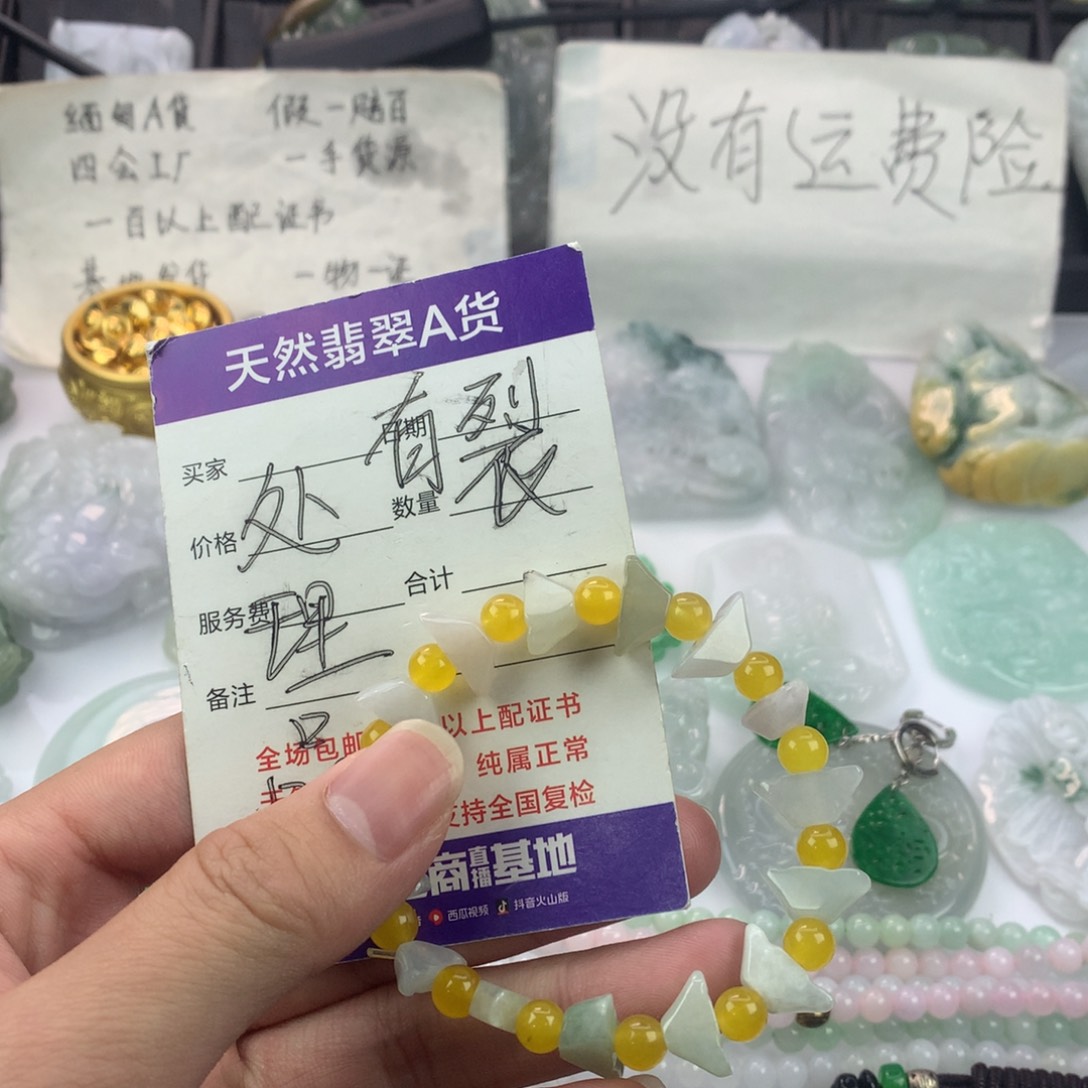 缅甸A货 假一赔百
四会工厂 一手货源
一百以上配证书
基地发货 一物一证
没有运费险
天然翡翠A货
买家 日期
价格 数量
服务费 合计
备注
有裂
处理
全场包邮 以上配证书
纯属正常
支持全国复检
商直播基地
西瓜视频 抖音火山版